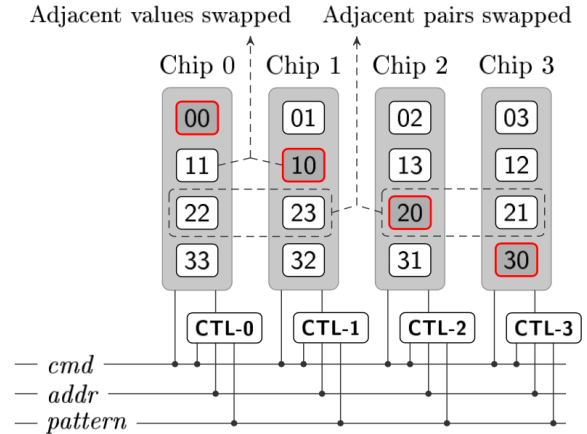 Adjacent values swapped Adjacent pairs swapped
Chip 0 Chip 1 Chip 2 Chip 3
00 01 02 03
11 10 13 12
22 23 20 21
33 32 31 30
CTL-0 CTL-1 CTL-2 CTL-3
cmd
addr
pattern